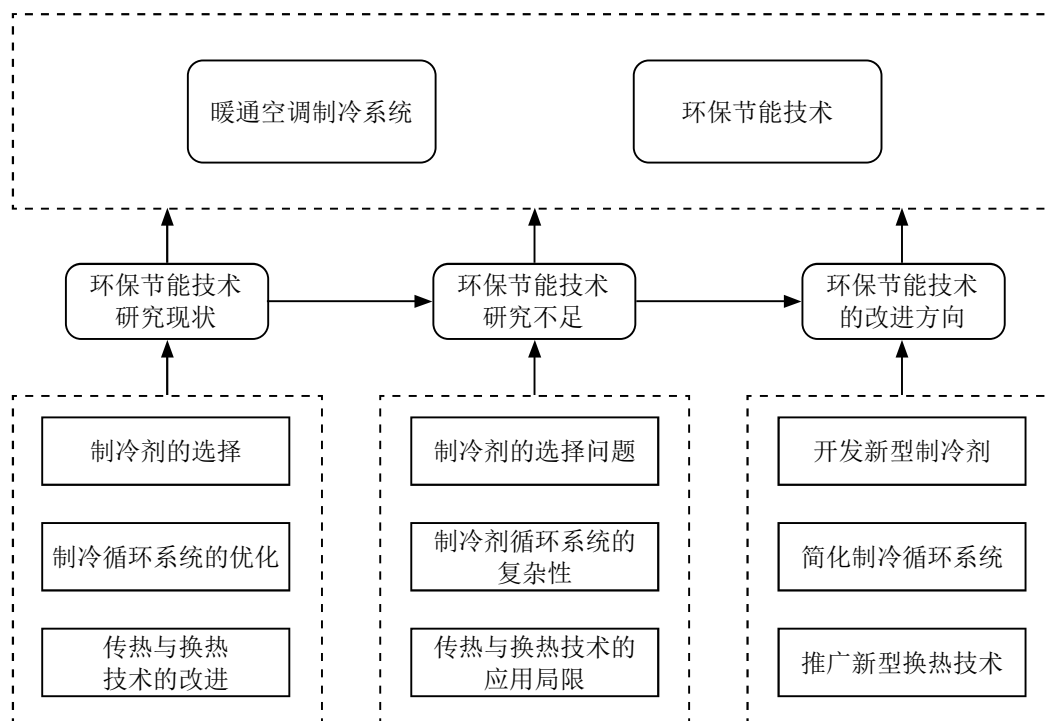 暖通空调制冷系统
环保节能技术
环保节能技术
研究现状
环保节能技术
研究不足
环保节能技术
的改进方向
制冷剂的选择
制冷循环系统的优化
传热与换热
技术的改进
制冷剂的选择问题
制冷剂循环系统的
复杂性
传热与换热技术的
应用局限
开发新型制冷剂
简化制冷循环系统
推广新型换热技术